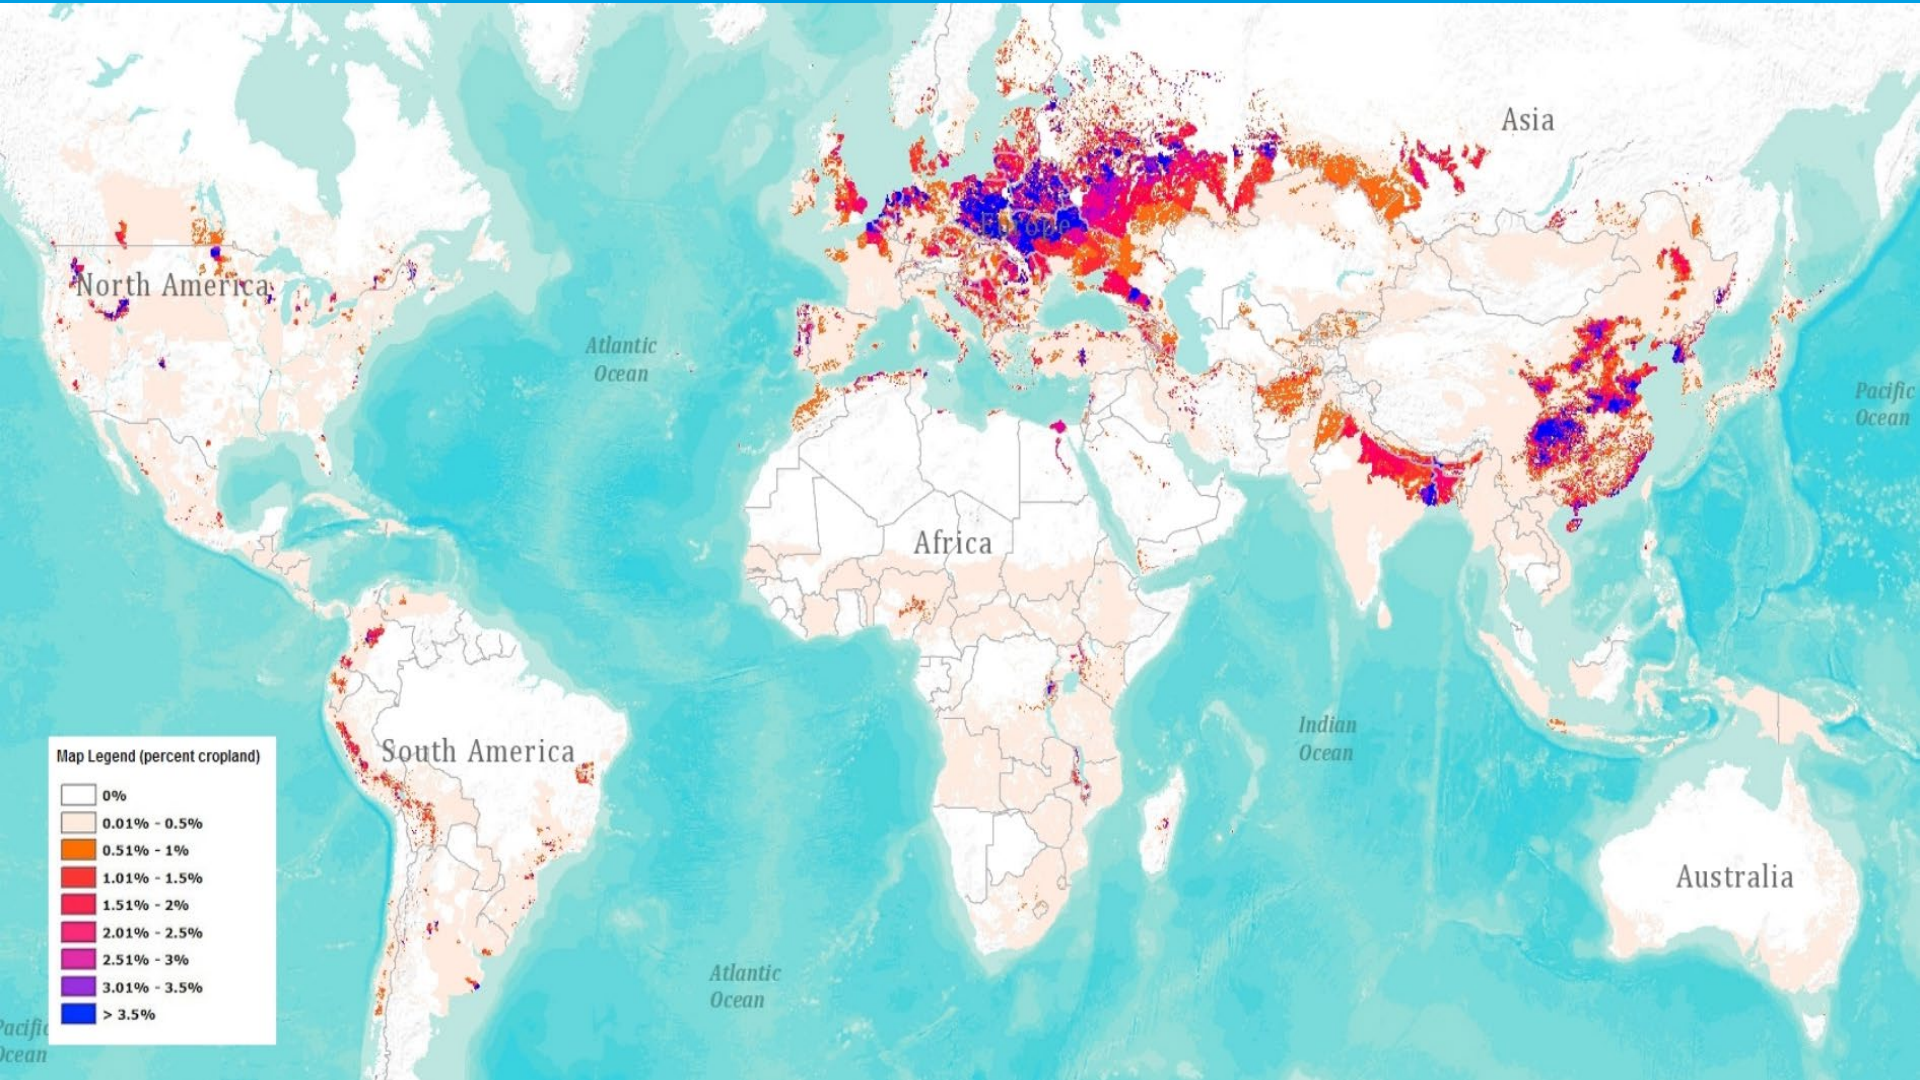 Asia
Europe
North America
Atlantic
Ocean
Pacific
Ocean
Africa
South America
Indian
Ocean
Australia
Atlantic
Ocean
Pacific
Ocean
Map Legend (percent cropland)
0%
0.01% - 0.5%
0.51% - 1%
1.01% - 1.5%
1.51% - 2%
2.01% - 2.5%
2.51% - 3%
3.01% - 3.5%
> 3.5%